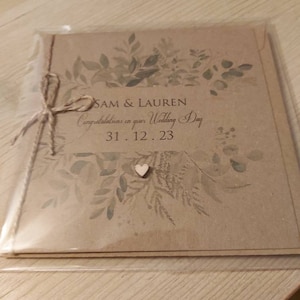 SAM & LAUREN
Congratulations on your Wedding Day
31 . 12 . 23